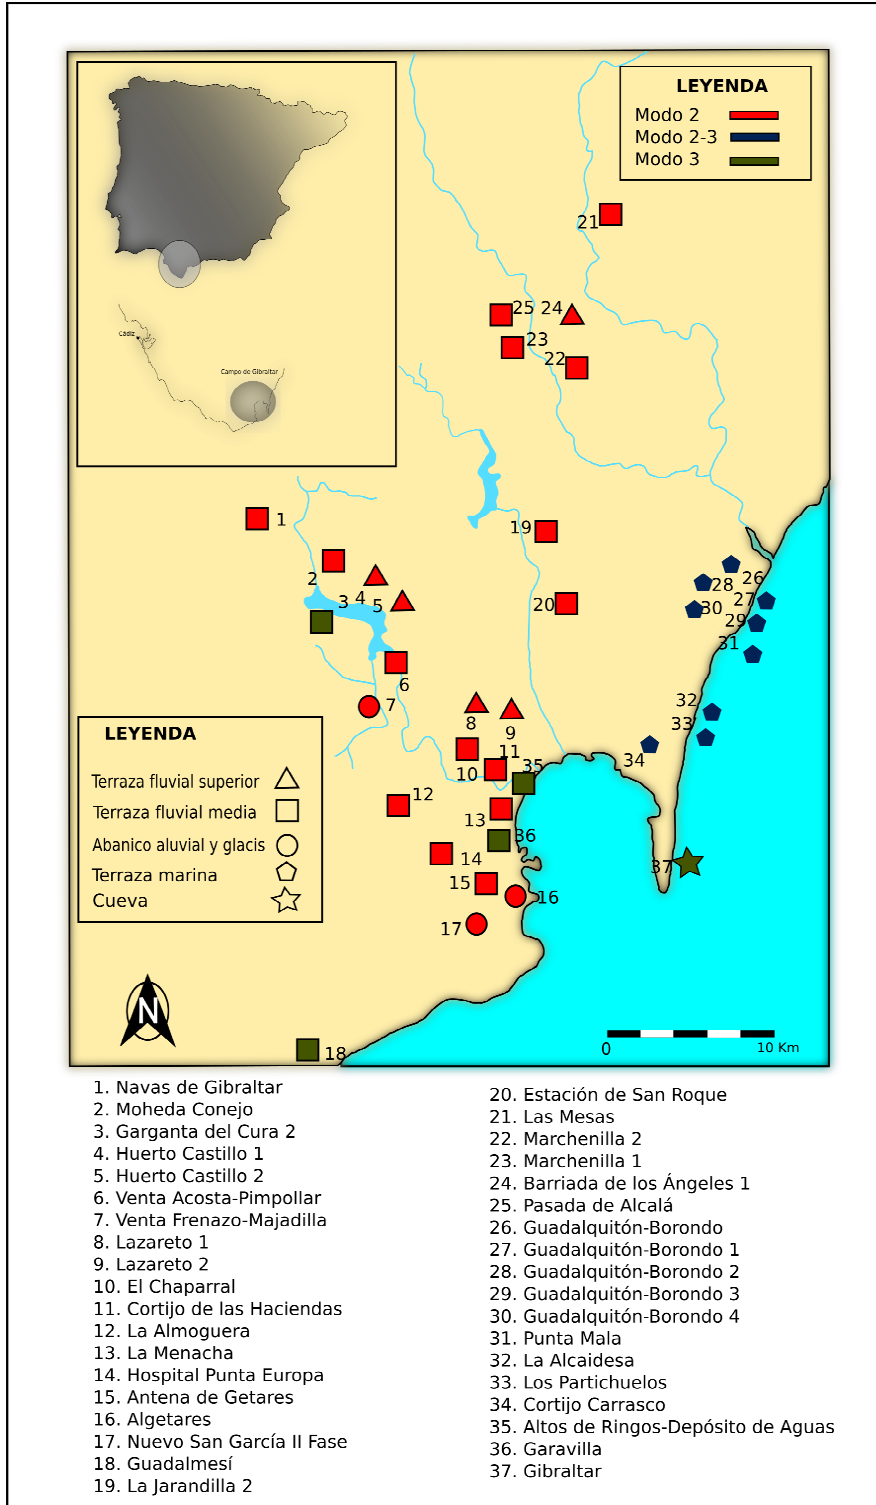 LEYENDA
Modo 2
Modo 2-3
Modo 3
Cádiz
Campo de Gibraltar
21
25
24
23
22
1
19
2
3
4
5
20
28
26
27
30
29
31
6
7
8
9
32
33
34
10
11
35
12
13
36
14
15
16
17
37
18
LEYENDA
Terraza fluvial superior
Terraza fluvial media
Abanico aluvial y glacis
Terraza marina
Cueva
N
0
10 Km
1. Navas de Gibraltar
2. Moheda Conejo
3. Garganta del Cura 2
4. Huerto Castillo 1
5. Huerto Castillo 2
6. Venta Acosta-Pimpollar
7. Venta Frenazo-Majadilla
8. Lazareto 1
9. Lazareto 2
10. El Chaparral
11. Cortijo de las Haciendas
12. La Almoguera
13. La Menacha
14. Hospital Punta Europa
15. Antena de Getares
16. Algetares
17. Nuevo San García II Fase
18. Guadalmesí
19. La Jarandilla 2
20. Estación de San Roque
21. Las Mesas
22. Marchenilla 2
23. Marchenilla 1
24. Barriada de los Ángeles 1
25. Pasada de Alcalá
26. Guadalquitón-Borondo
27. Guadalquitón-Borondo 1
28. Guadalquitón-Borondo 2
29. Guadalquitón-Borondo 3
30. Guadalquitón-Borondo 4
31. Punta Mala
32. La Alcaidesa
33. Los Partichuelos
34. Cortijo Carrasco
35. Altos de Ringos-Depósito de Aguas
36. Garavilla
37. Gibraltar